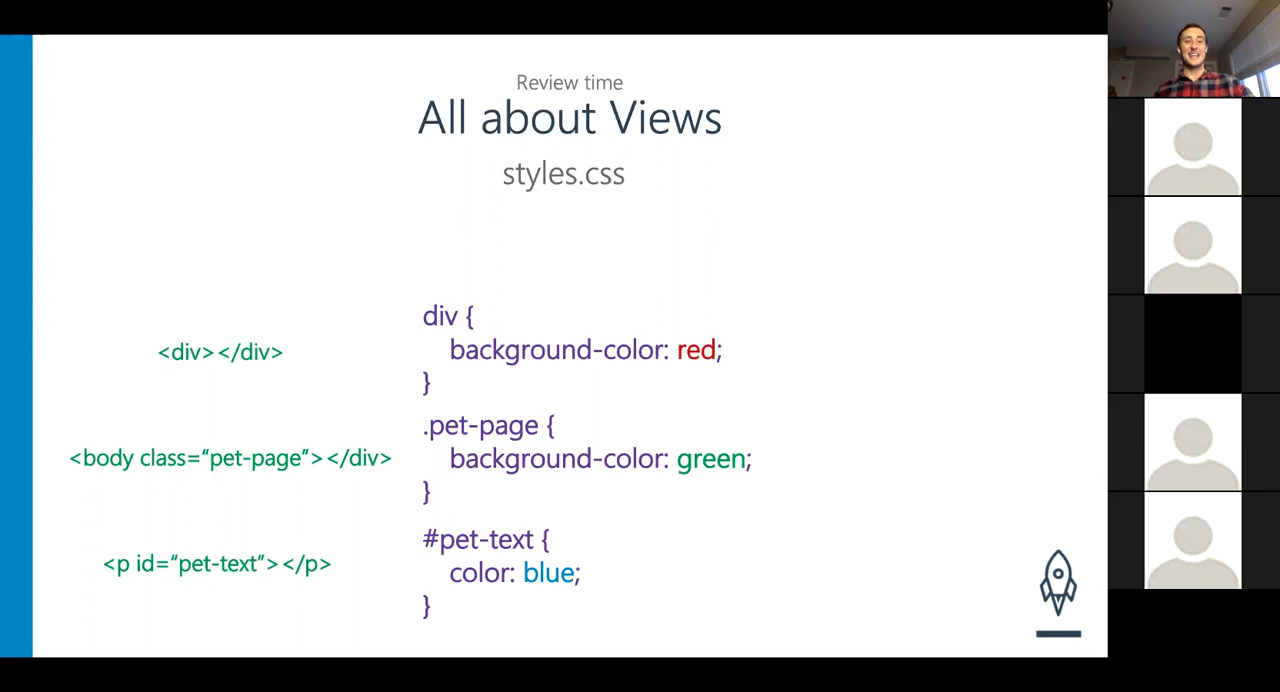 Review time
All about Views
styles.css
div {
<div></div>
background-color: red;
}
.pet-page {
<body class=“pet-page”></div>
background-color: green;
}
#pet-text {
<p id=“pet-text”></p>
color: blue;
}